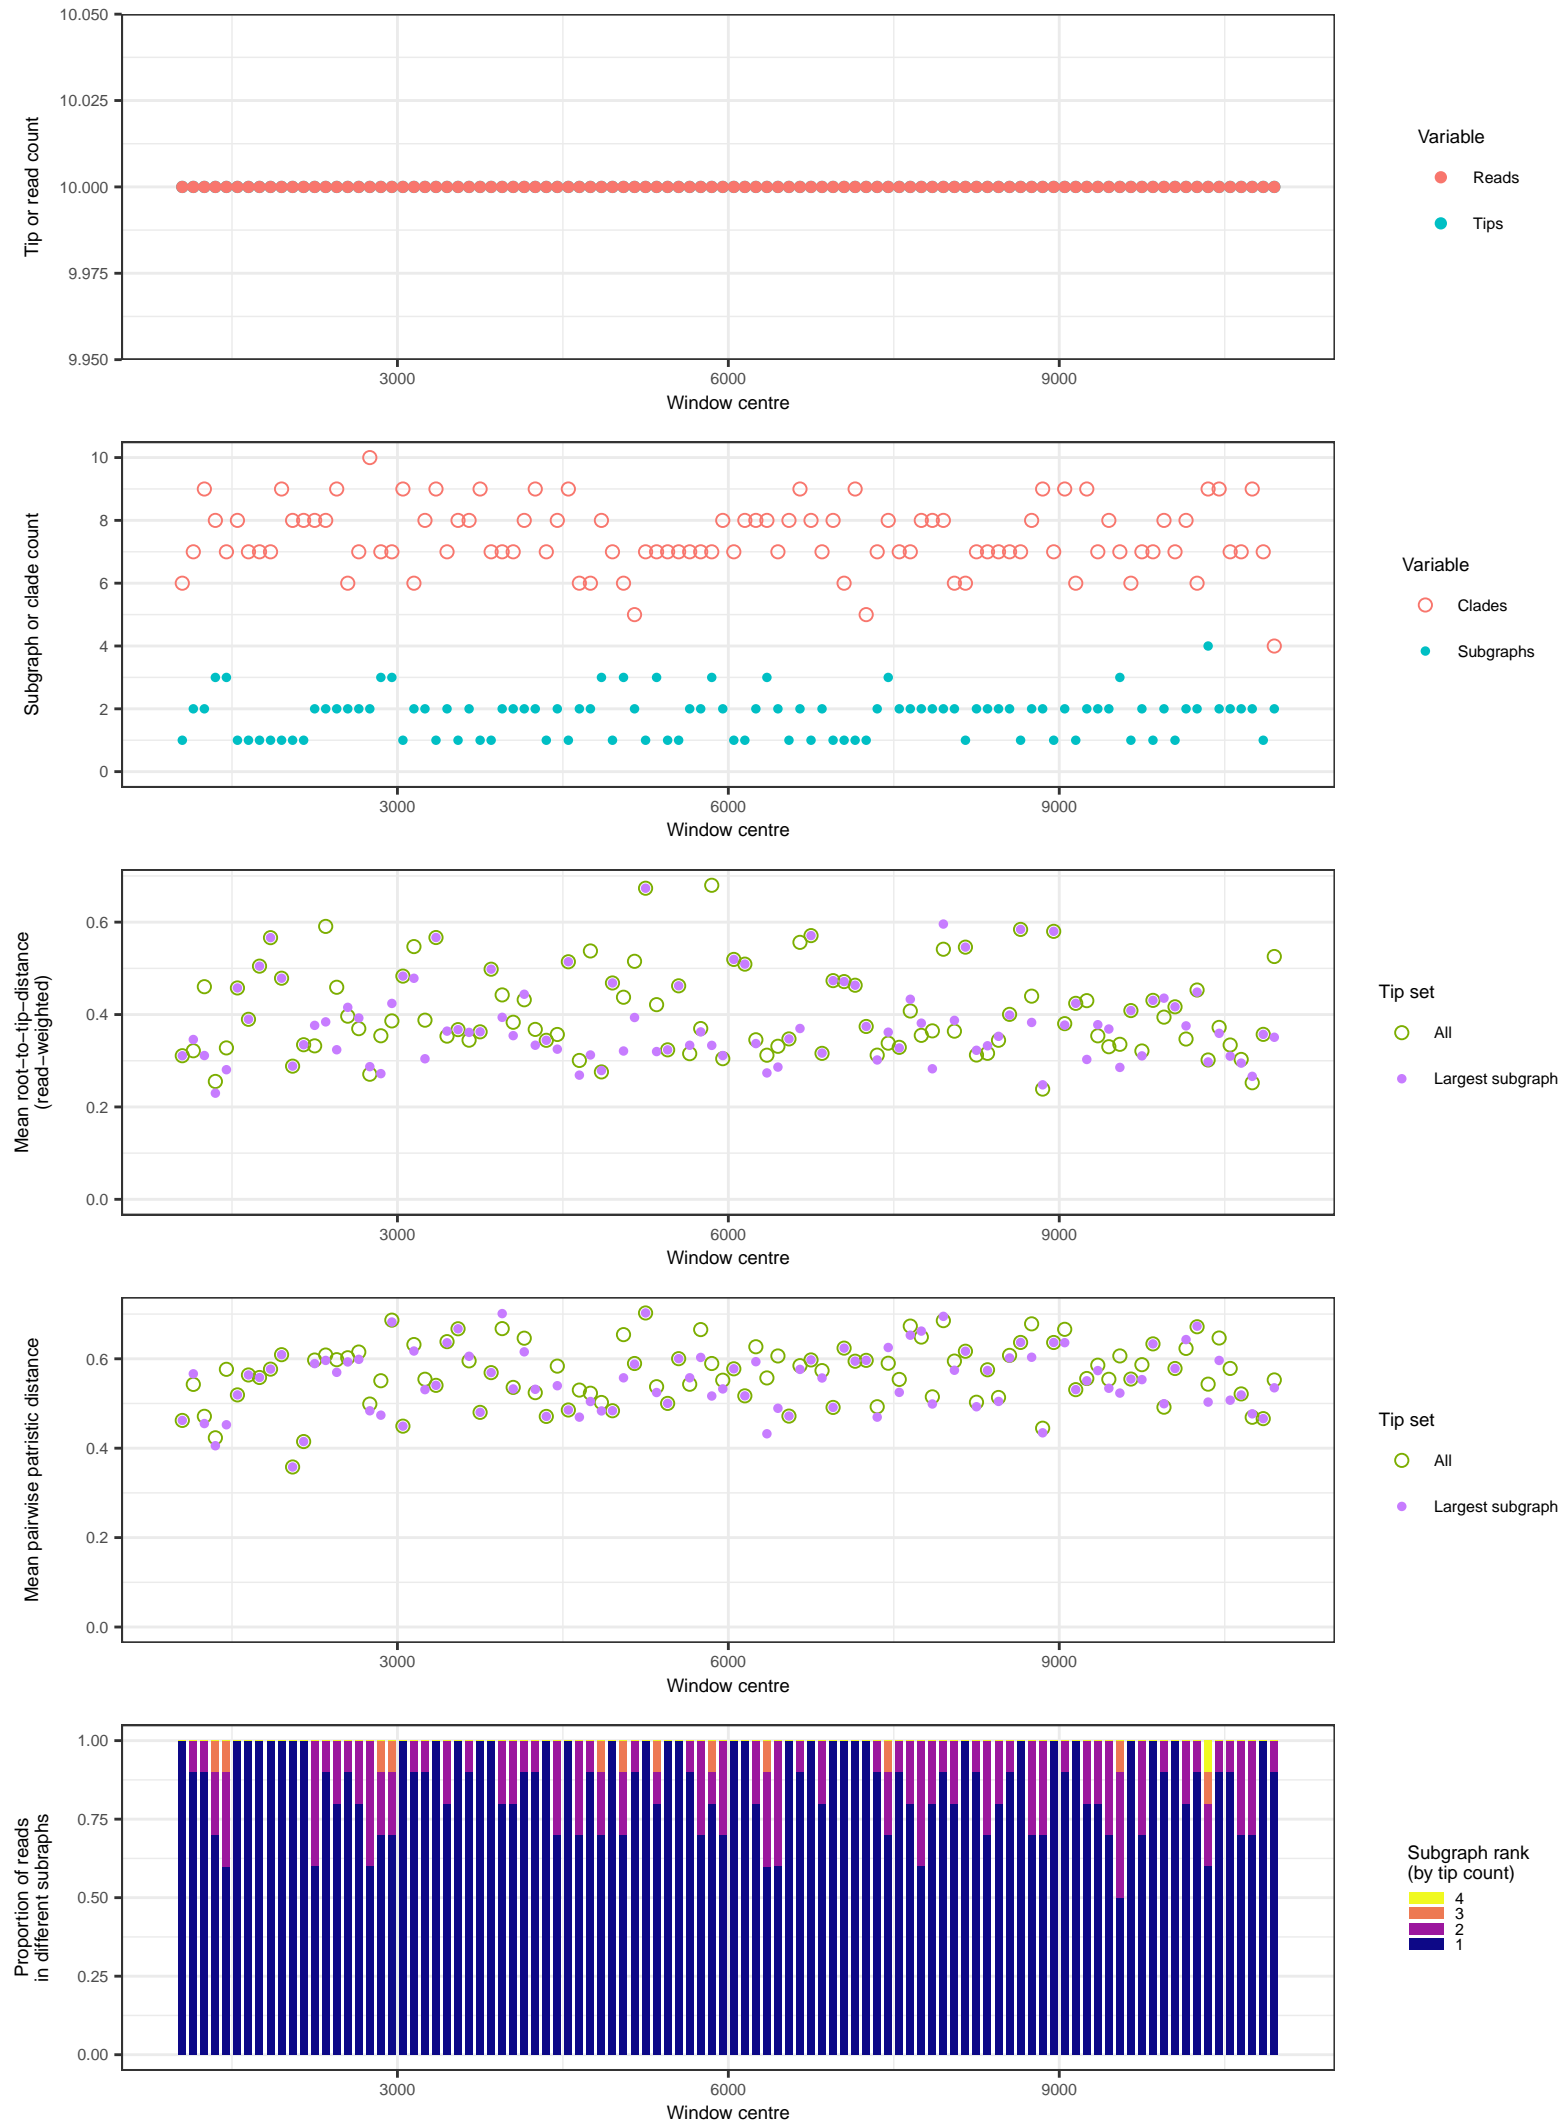 10.050
10.025
10.000
9.975
9.950
Tip or read count
3000
6000
9000
Window centre
Variable
Reads
Tips
10
8
6
4
2
0
Subgraph or clade count
3000
6000
9000
Window centre
Variable
Clades
Subgraphs
0.6
0.4
0.2
0.0
Mean root−to−tip−distance
(read−weighted)
3000
6000
9000
Window centre
Tip set
All
Largest subgraph
0.6
0.4
0.2
0.0
Mean pairwise patristic distance
3000
6000
9000
Window centre
Tip set
All
Largest subgraph
1.00
0.75
0.50
0.25
0.00
Proportion of reads
in different subraphs
3000
6000
9000
Window centre
Subgraph rank
(by tip count)
4
3
2
1